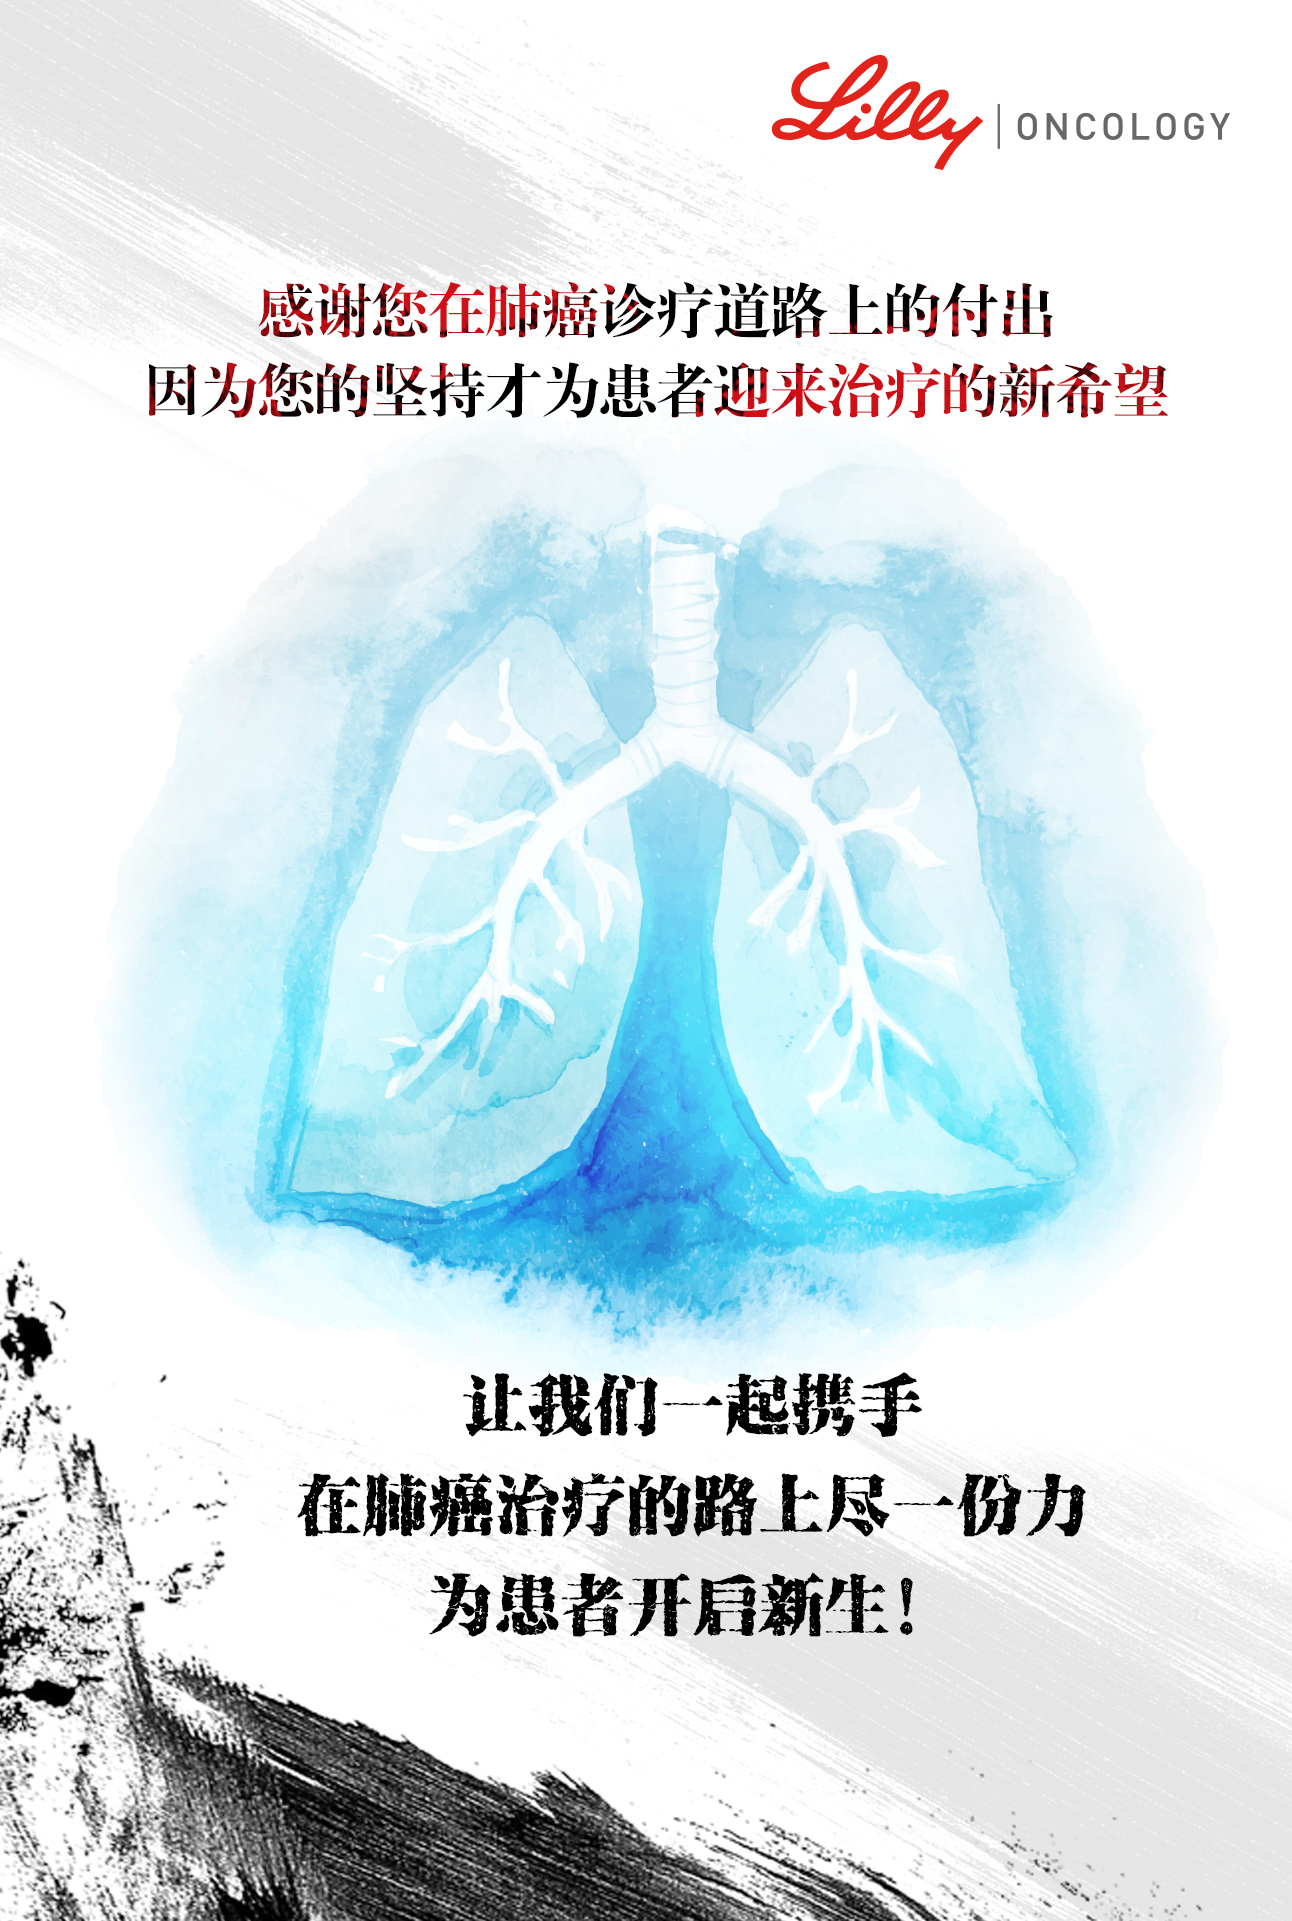 Lilly | ONCOLOGY
感谢您在肺癌诊疗道路上的付出
因为您的坚持才为患者迎来治疗的新希望
让我们一起携手
在肺癌治疗的路上尽一份力
为患者开启新生！